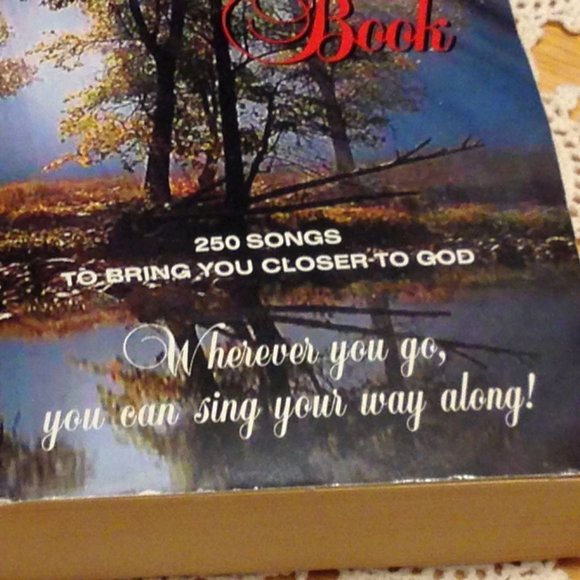 Book
250 SONGS
TO BRING YOU CLOSER TO GOD
Wherever you go,
you can sing your way along!